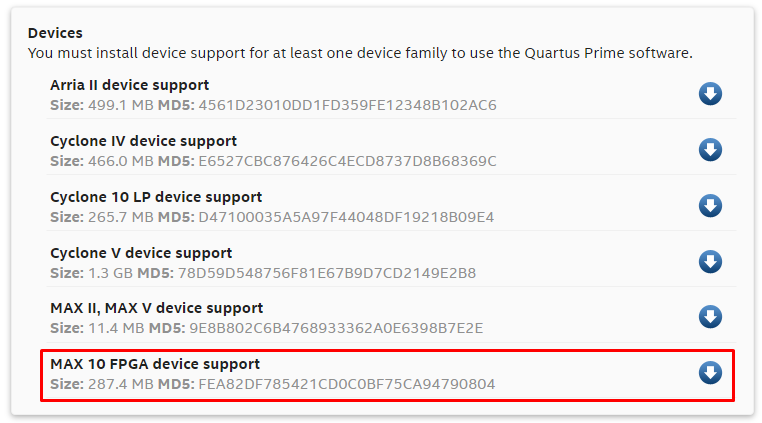 Devices
You must install device support for at least one device family to use the Quartus Prime software.
Arria II device support
Size: 499.1 MB MD5: 4561D23010DD1FD359FE12348B102AC6
Cyclone IV device support
Size: 466.0 MB MD5: E6527CBC876426C4ECD8737D8B68369C
Cyclone 10 LP device support
Size: 265.7 MB MD5: D47100035A5A97F44048DF19218B09E4
Cyclone V device support
Size: 1.3 GB MD5: 78D59D548756F81E67B9D7CD2149E2B8
MAX II, MAX V device support
Size: 11.4 MB MD5: 9E8B802C6B4768933362A0E6398B7E2E
MAX 10 FPGA device support
Size: 287.4 MB MD5: FEA82DF785421CD0C0BF75CA94790804